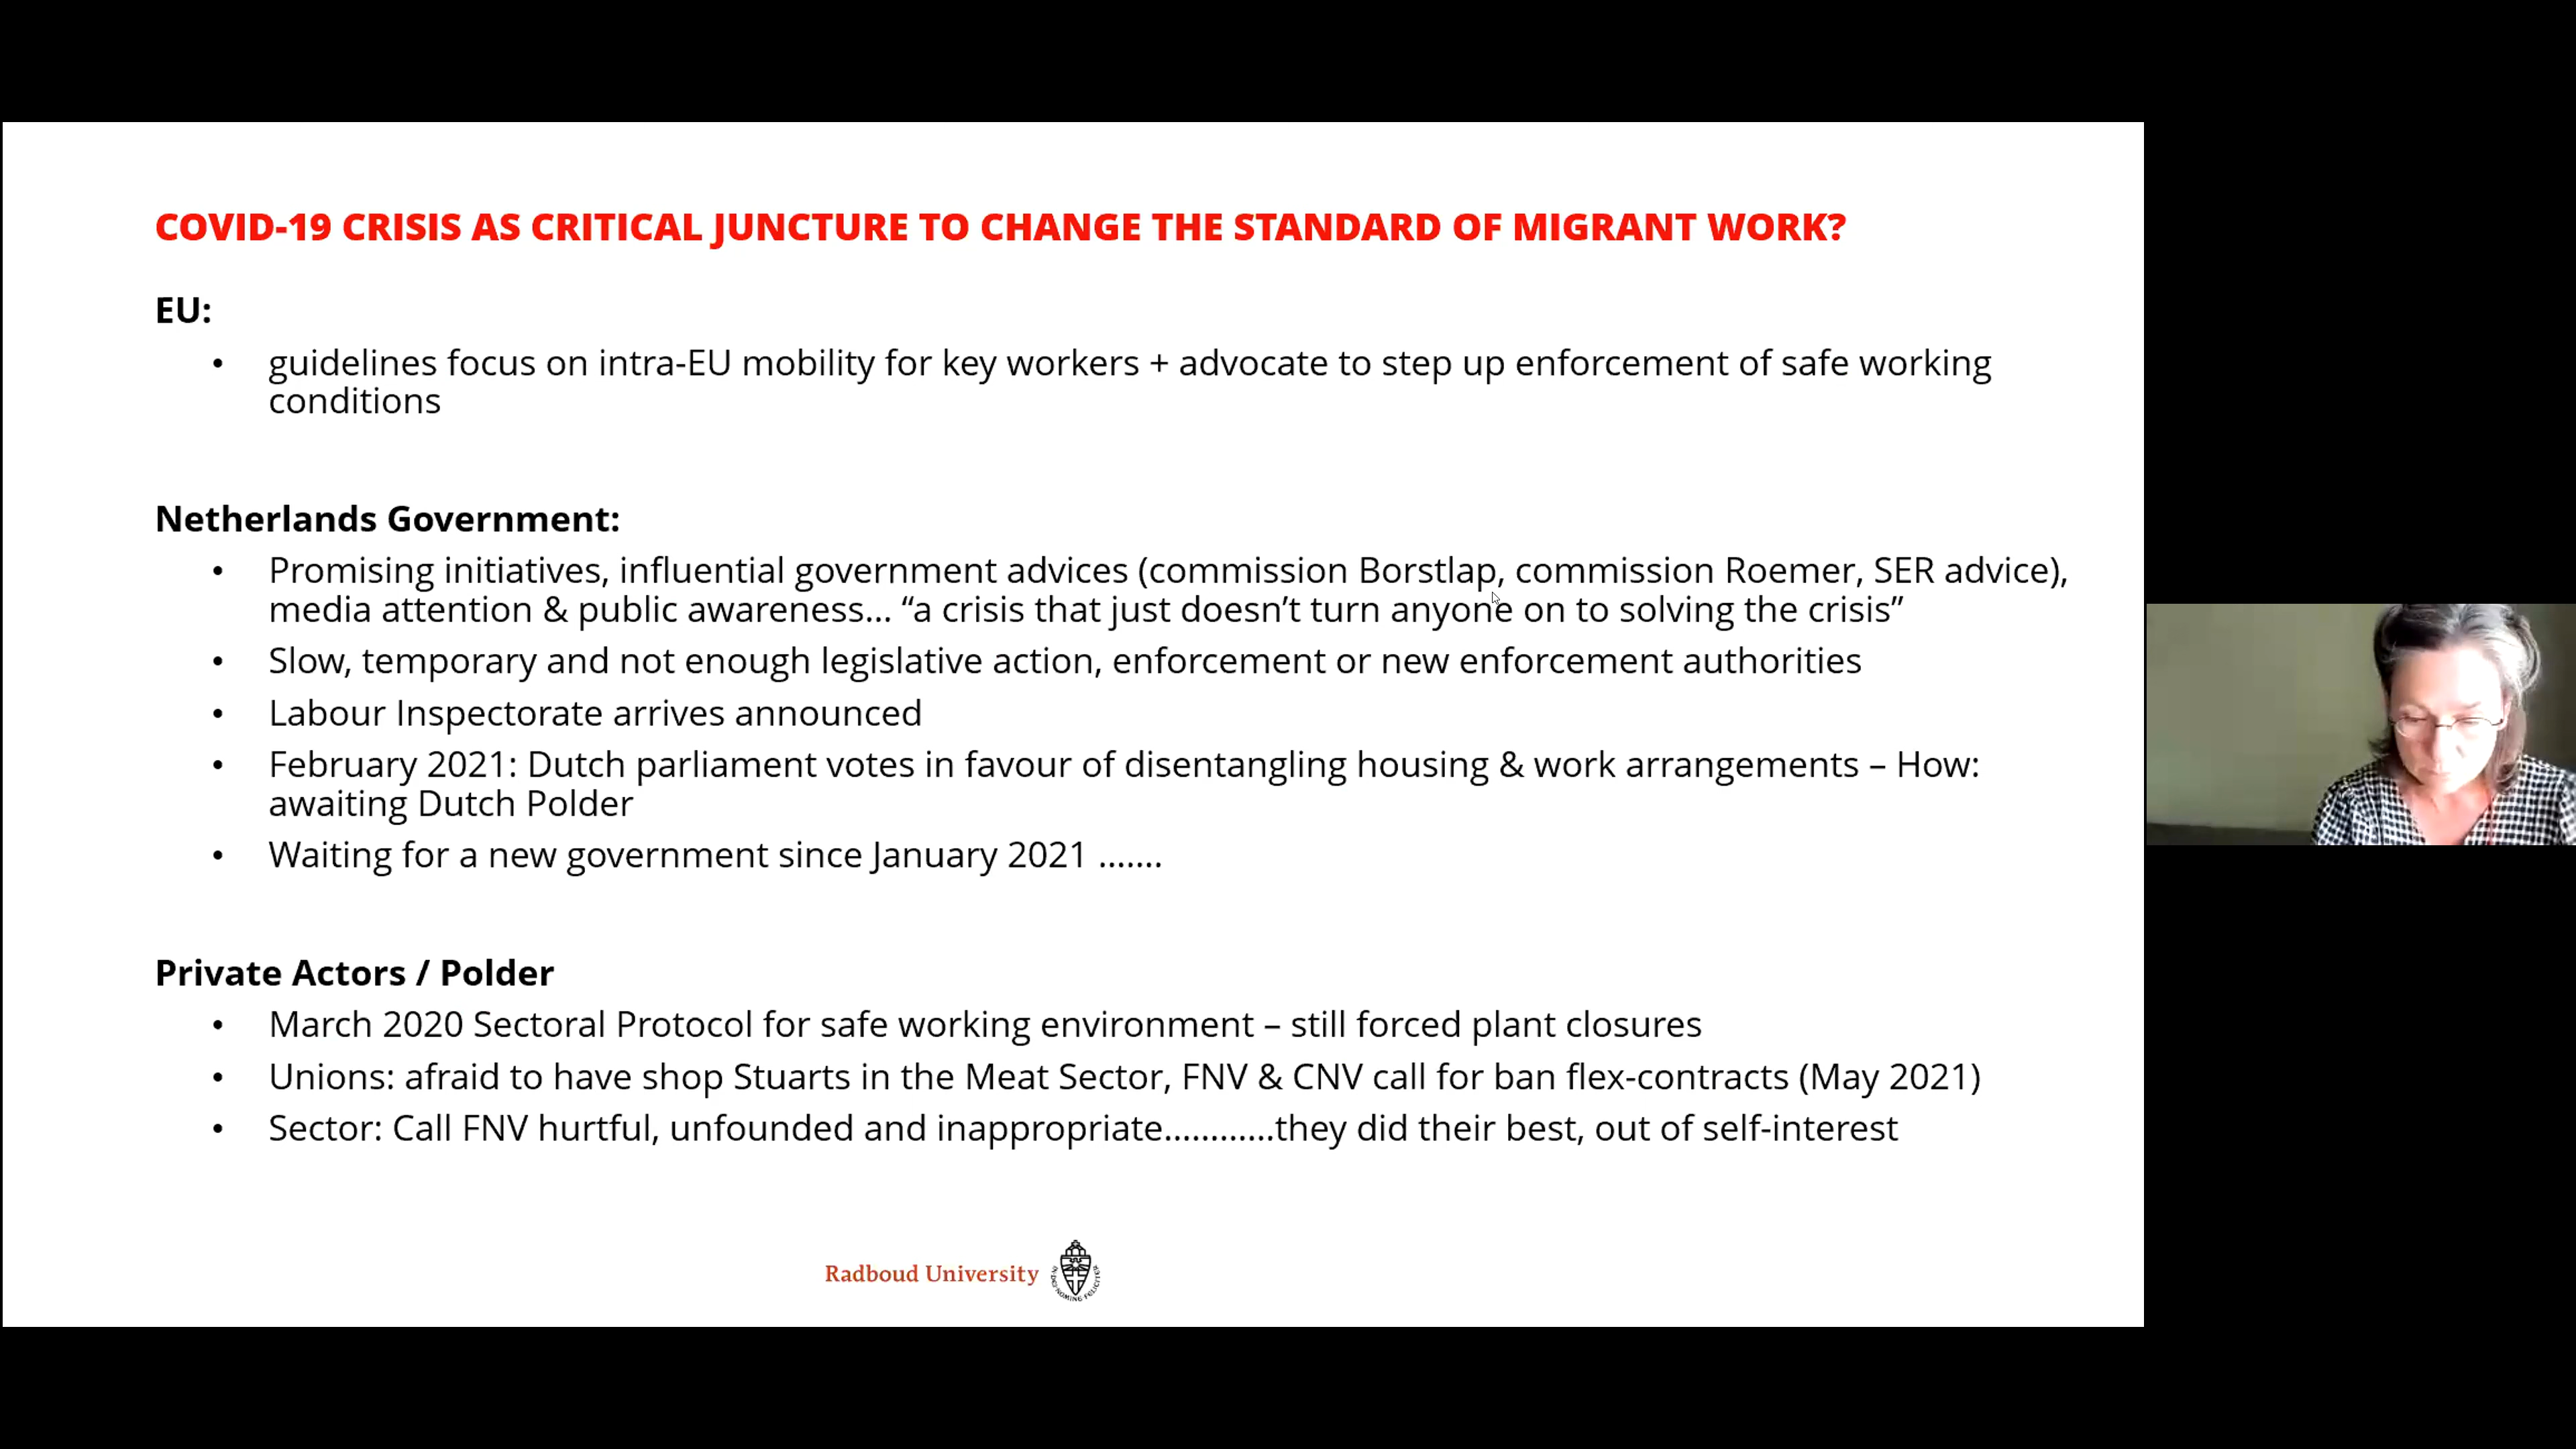 COVID-19 CRISIS AS CRITICAL JUNCTURE TO CHANGE THE STANDARD OF MIGRANT WORK?
EU:
• guidelines focus on intra-EU mobility for key workers + advocate to step up enforcement of safe working
conditions
Netherlands Government:
• Promising initiatives, influential government advices (commission Borstlap, commission Roemer, SER advice),
media attention & public awareness... “a crisis that just doesn’t turn anyone on to solving the crisis”
• Slow, temporary and not enough legislative action, enforcement or new enforcement authorities
• Labour Inspectorate arrives announced
• February 2021: Dutch parliament votes in favour of disentangling housing & work arrangements – How:
awaiting Dutch Polder
• Waiting for a new government since January 2021 .......
Private Actors / Polder
• March 2020 Sectoral Protocol for safe working environment – still forced plant closures
• Unions: afraid to have shop Stuarts in the Meat Sector, FNV & CNV call for ban flex-contracts (May 2021)
• Sector: Call FNV hurtful, unfounded and inappropriate............they did their best, out of self-interest
Radboud University